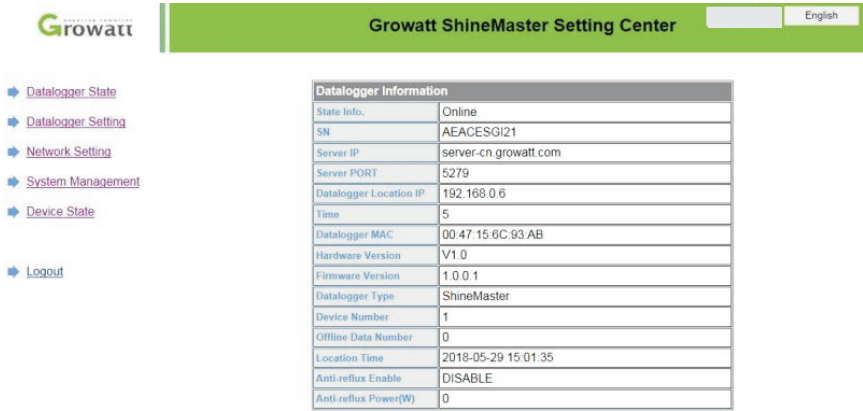 Growatt
Growatt ShineMaster Setting Center
English
Datalogger State
Datalogger Setting
Network Setting
System Management
Device State
Logout
Datalogger Information
State Info. Online
SN AEACESGI21
Server IP server-cn.growatt.com
Server PORT 5279
Datalogger Location IP 192.168.0.6
Time 5
Datalogger MAC 00:47:15:6C:93:AB
Hardware Version V1.0
Firmware Version 1.0.0.1
Datalogger Type ShineMaster
Device Number 1
Offline Data Number 0
Location Time 2018-05-29 15:01:35
Anti-reflux Enable DISABLE
Anti-reflux Power(W) 0